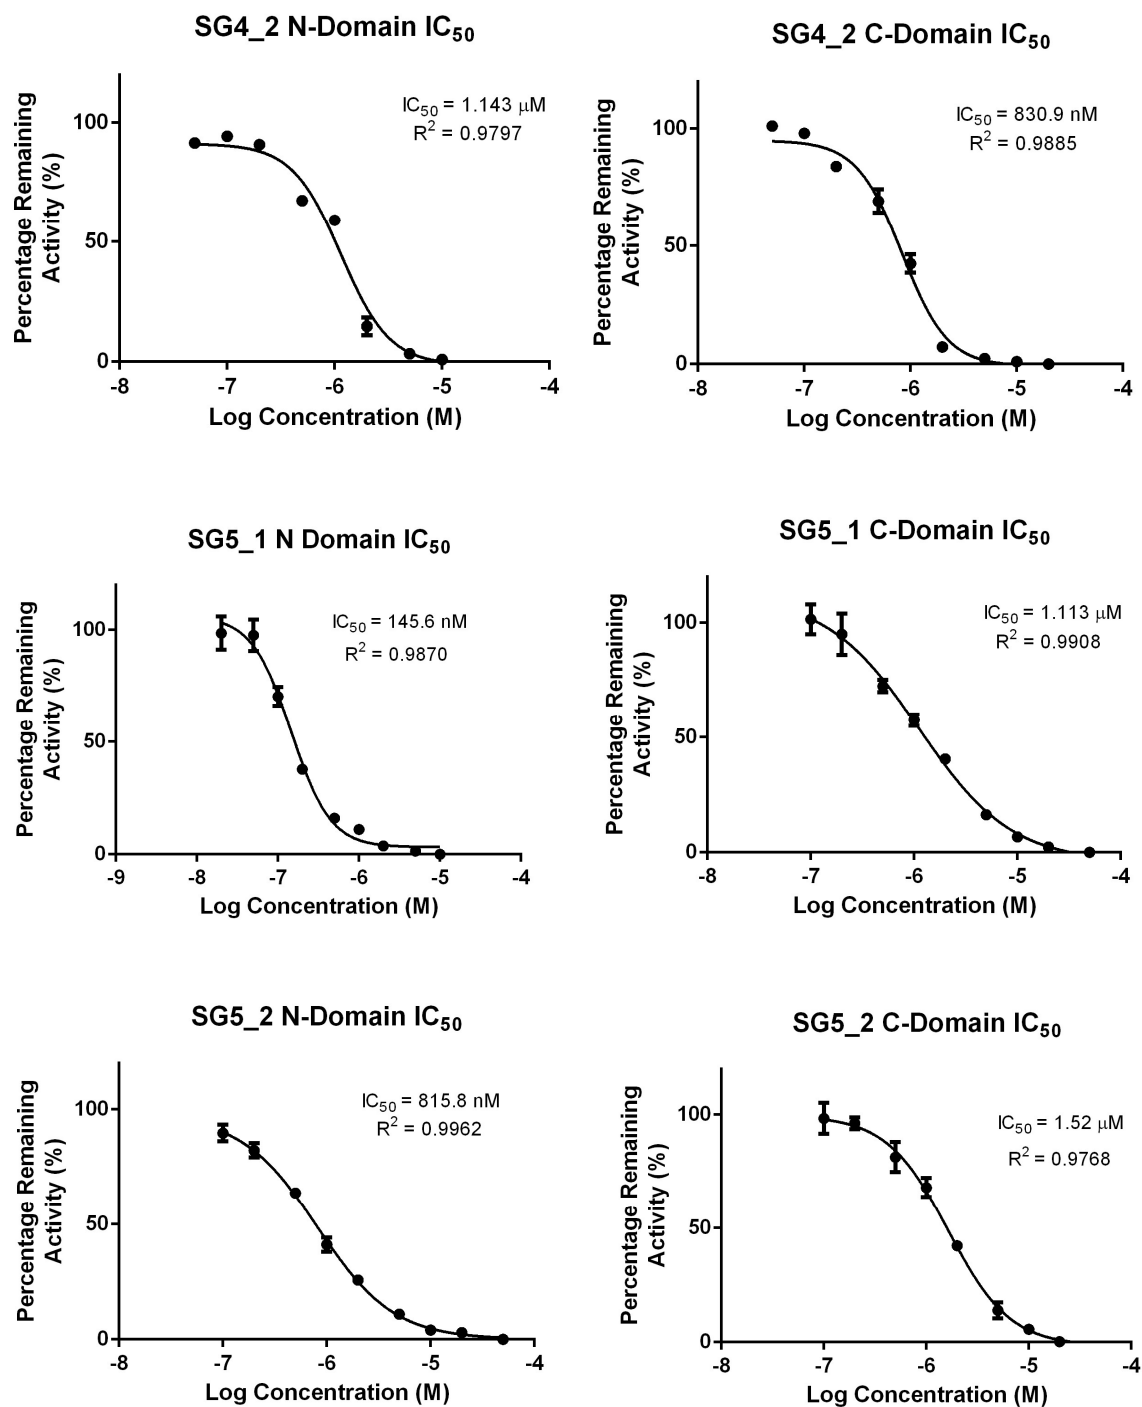 SG4_2 N-Domain IC50
IC50 = 1.143 μM
R2 = 0.9797
Percentage Remaining
Activity (%)
100
50
0
-8 -7 -6 -5 -4
Log Concentration (M)
SG4_2 C-Domain IC50
IC50 = 830.9 nM
R2 = 0.9885
Percentage Remaining
Activity (%)
100
50
0
-8 -7 -6 -5 -4
Log Concentration (M)
SG5_1 N Domain IC50
IC50 = 145.6 nM
R2 = 0.9870
Percentage Remaining
Activity (%)
100
50
0
-9 -8 -7 -6 -5 -4
Log Concentration (M)
SG5_1 C-Domain IC50
IC50 = 1.113 μM
R2 = 0.9908
Percentage Remaining
Activity (%)
100
50
0
-8 -7 -6 -5 -4
Log Concentration (M)
SG5_2 N-Domain IC50
IC50 = 815.8 nM
R2 = 0.9962
Percentage Remaining
Activity (%)
100
50
0
-8 -7 -6 -5 -4
Log Concentration (M)
SG5_2 C-Domain IC50
IC50 = 1.52 μM
R2 = 0.9768
Percentage Remaining
Activity (%)
100
50
0
-8 -7 -6 -5 -4
Log Concentration (M)